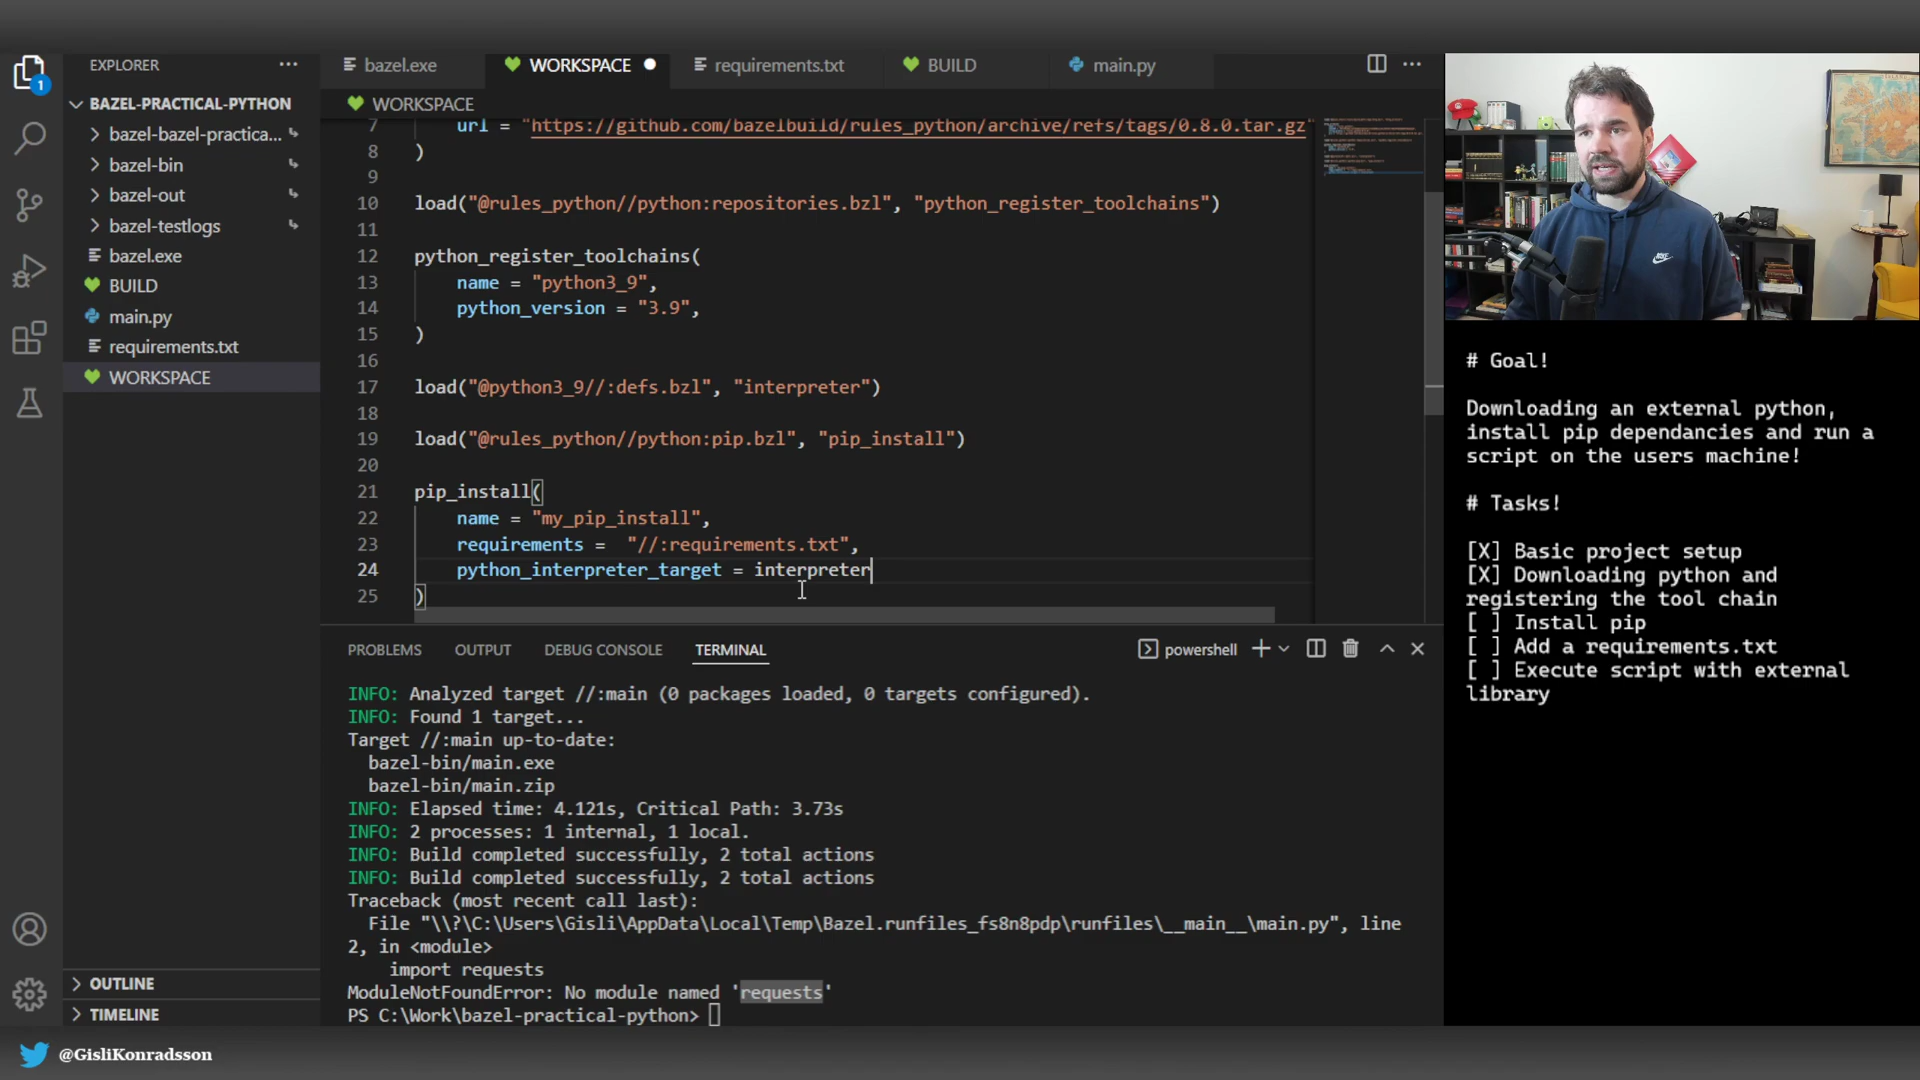 EXPLORER
BAZEL-PRACTICAL-PYTHON
bazel-bazel-practica...
bazel-bin
bazel-out
bazel-testlogs
bazel.exe
BUILD
main.py
requirements.txt
WORKSPACE
OUTLINE
TIMELINE
1
bazel.exe
WORKSPACE
requirements.txt
BUILD
main.py
WORKSPACE
7 url = "https://github.com/bazelbuild/rules_python/archive/refs/tags/0.8.0.tar.gz
8 )
9
10 load("@rules_python//python:repositories.bzl", "python_register_toolchains")
11
12 python_register_toolchains(
13 name = "python3_9",
14 python_version = "3.9",
15 )
16
17 load("@python3_9//:defs.bzl", "interpreter")
18
19 load("@rules_python//python:pip.bzl", "pip_install")
20
21 pip_install(
22 name = "my_pip_install",
23 requirements =  "//:requirements.txt",
24 python_interpreter_target = interpreter
25 )
PROBLEMS OUTPUT DEBUG CONSOLE TERMINAL powershell
INFO: Analyzed target //:main (0 packages loaded, 0 targets configured).
INFO: Found 1 target...
Target //:main up-to-date:
bazel-bin/main.exe
bazel-bin/main.zip
INFO: Elapsed time: 4.121s, Critical Path: 3.73s
INFO: 2 processes: 1 internal, 1 local.
INFO: Build completed successfully, 2 total actions
INFO: Build completed successfully, 2 total actions
Traceback (most recent call last):
File "\\?\C:\Users\Gisli\AppData\Local\Temp\Bazel.runfiles_fs8n8pdp\runfiles\__main__\main.py", line
2, in <module>
import requests
ModuleNotFoundError: No module named 'requests'
PS C:\Work\bazel-practical-python>
# Goal!
Downloading an external python,
install pip dependancies and run a
script on the users machine!
# Tasks!
[X] Basic project setup
[X] Downloading python and
registering the tool chain
[ ] Install pip
[ ] Add a requirements.txt
[ ] Execute script with external
library
@GisliKonradsson